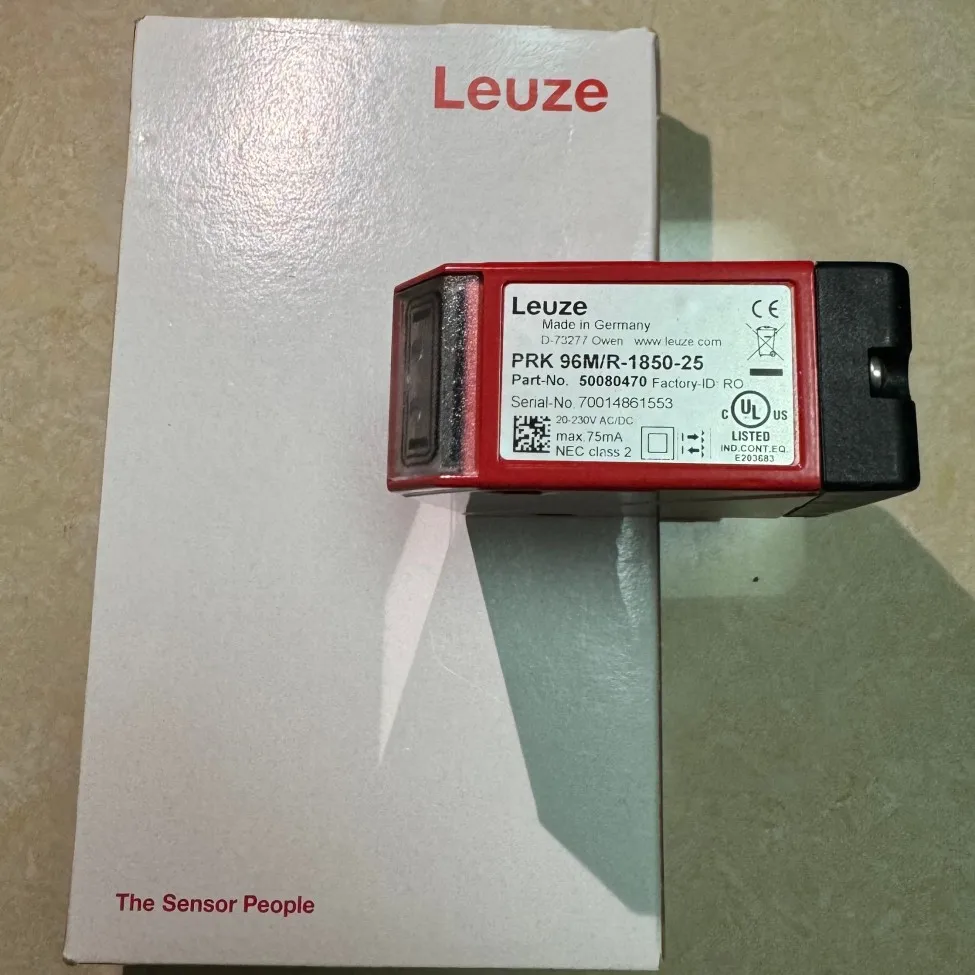 Leuze
Leuze
Made in Germany
D-73277 Owen www.leuze.com
PRK 96M/R-1850-25
Part-No. 50080470 Factory-ID: RO
Serial-No. 70014861553
20-230V AC/DC
max.75mA
NEC class 2
CE
C UL US
LISTED
IND.CONT.EQ.
E203683
The Sensor People